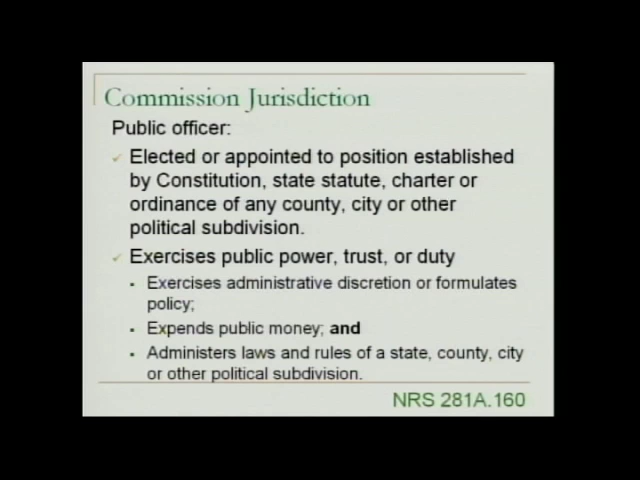 Commission Jurisdiction
Public officer:
✓ Elected or appointed to position established
by Constitution, state statute, charter or
ordinance of any county, city or other
political subdivision.
✓ Exercises public power, trust, or duty
▪ Exercises administrative discretion or formulates
policy;
▪ Expends public money; and
▪ Administers laws and rules of a state, county, city
or other political subdivision.
NRS 281A.160